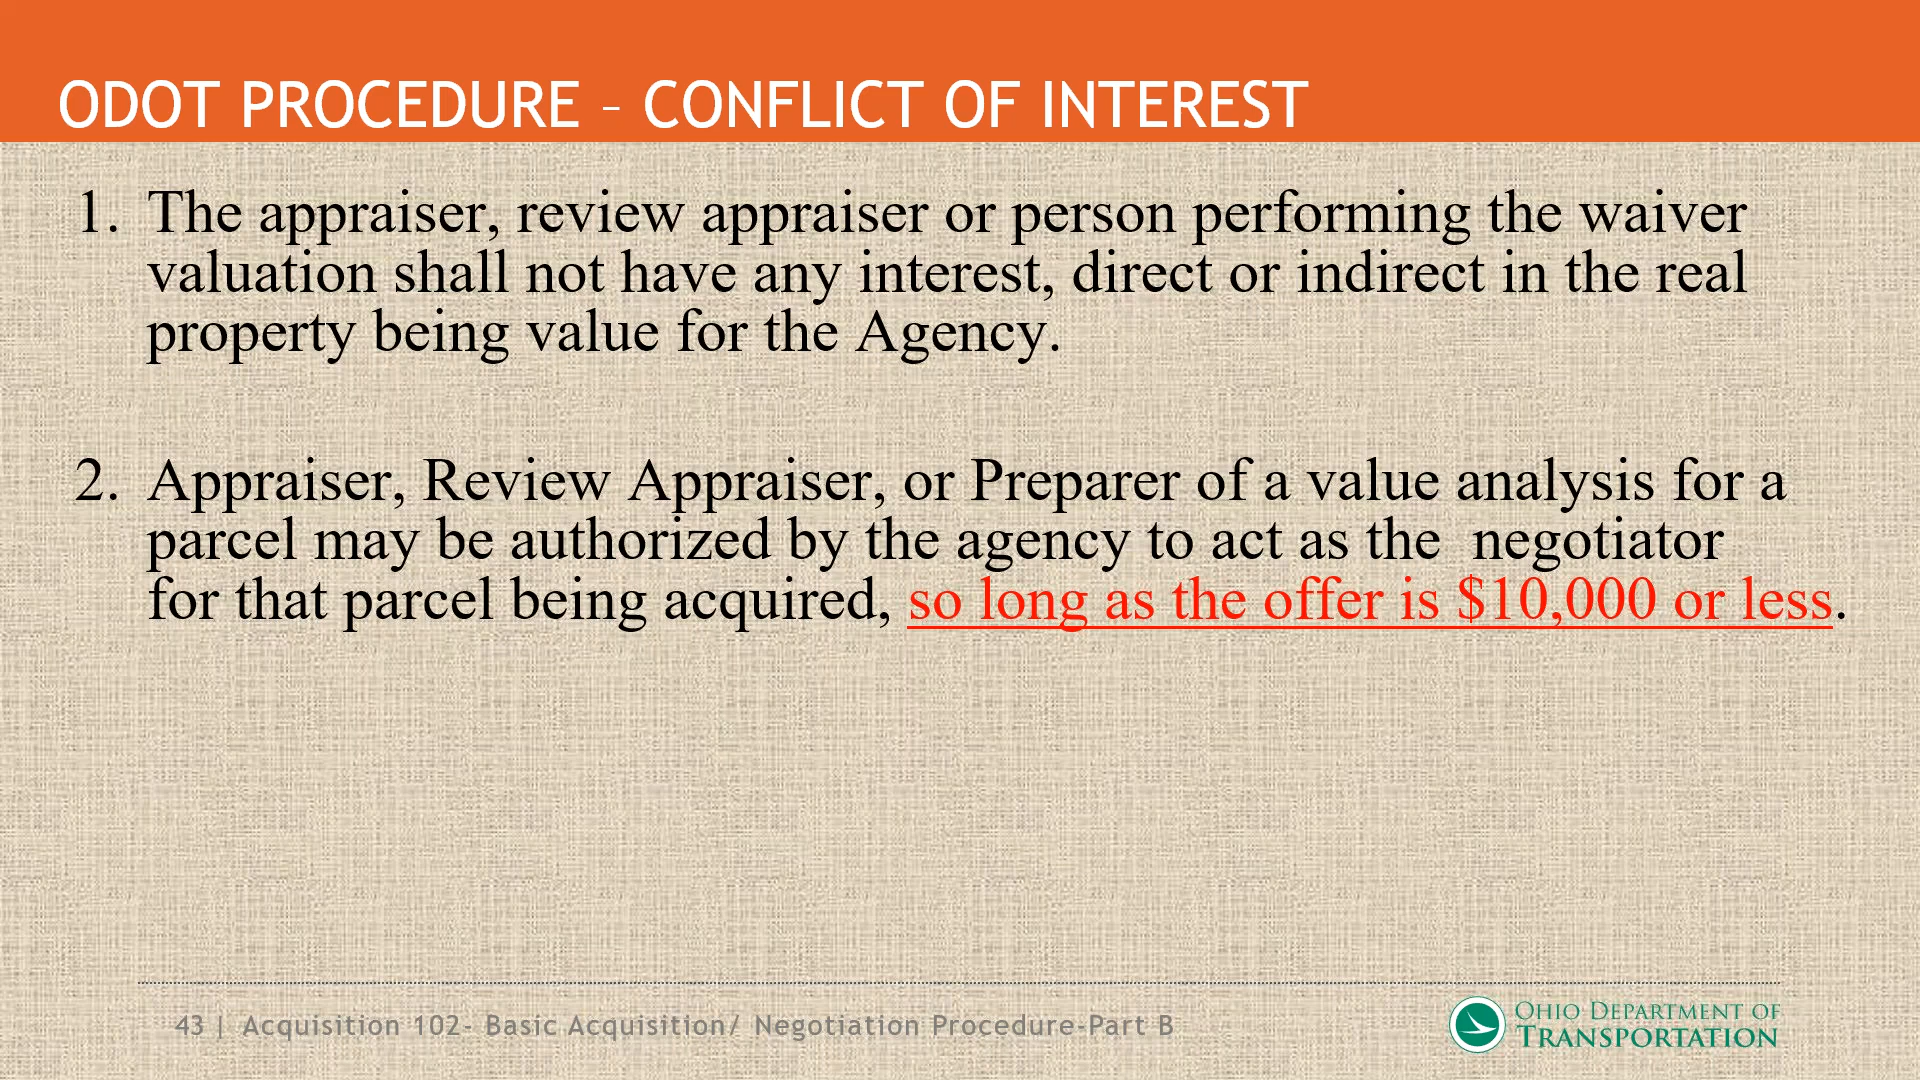 ODOT PROCEDURE – CONFLICT OF INTEREST
1. The appraiser, review appraiser or person performing the waiver
valuation shall not have any interest, direct or indirect in the real
property being value for the Agency.
2. Appraiser, Review Appraiser, or Preparer of a value analysis for a
parcel may be authorized by the agency to act as the  negotiator
for that parcel being acquired, so long as the offer is $10,000 or less.
43 | Acquisition 102- Basic Acquisition/ Negotiation Procedure-Part B
OHIO DEPARTMENT OF
TRANSPORTATION